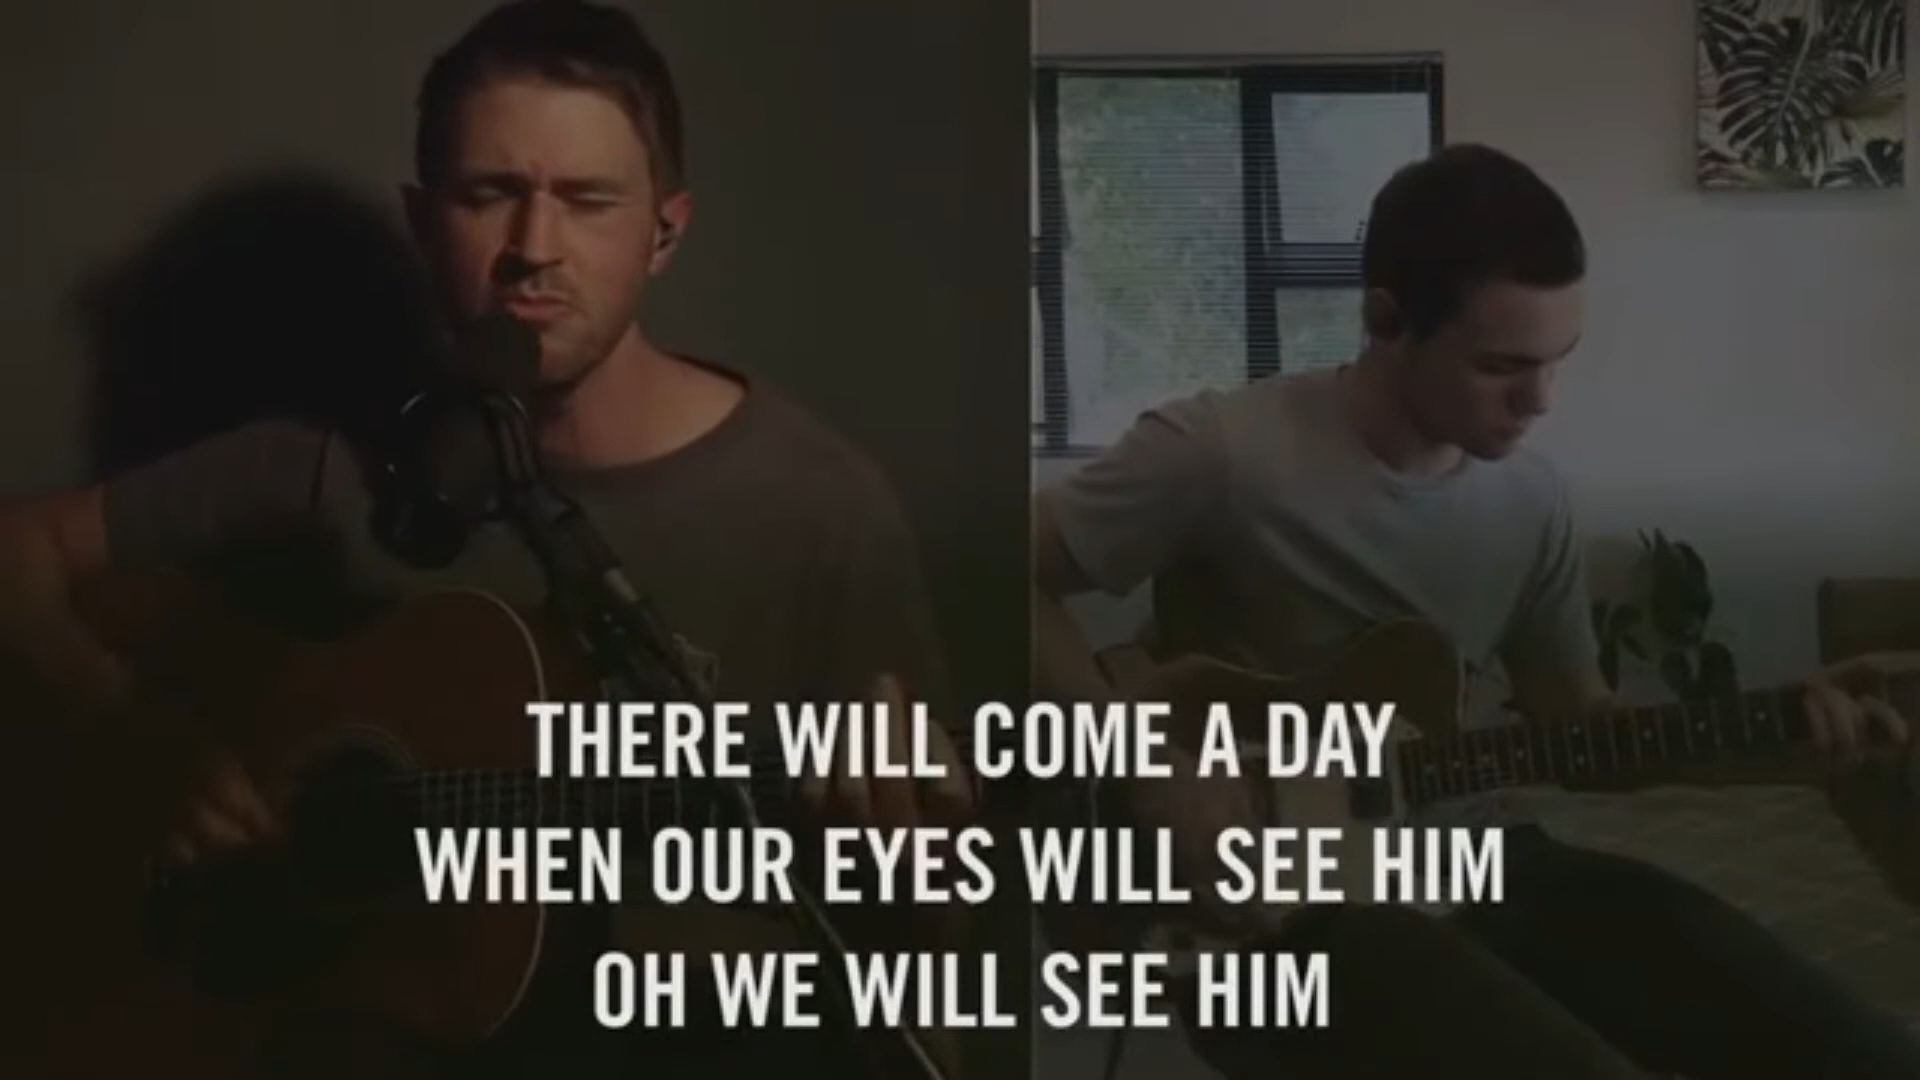 THERE WILL COME A DAY
WHEN OUR EYES WILL SEE HIM
OH WE WILL SEE HIM